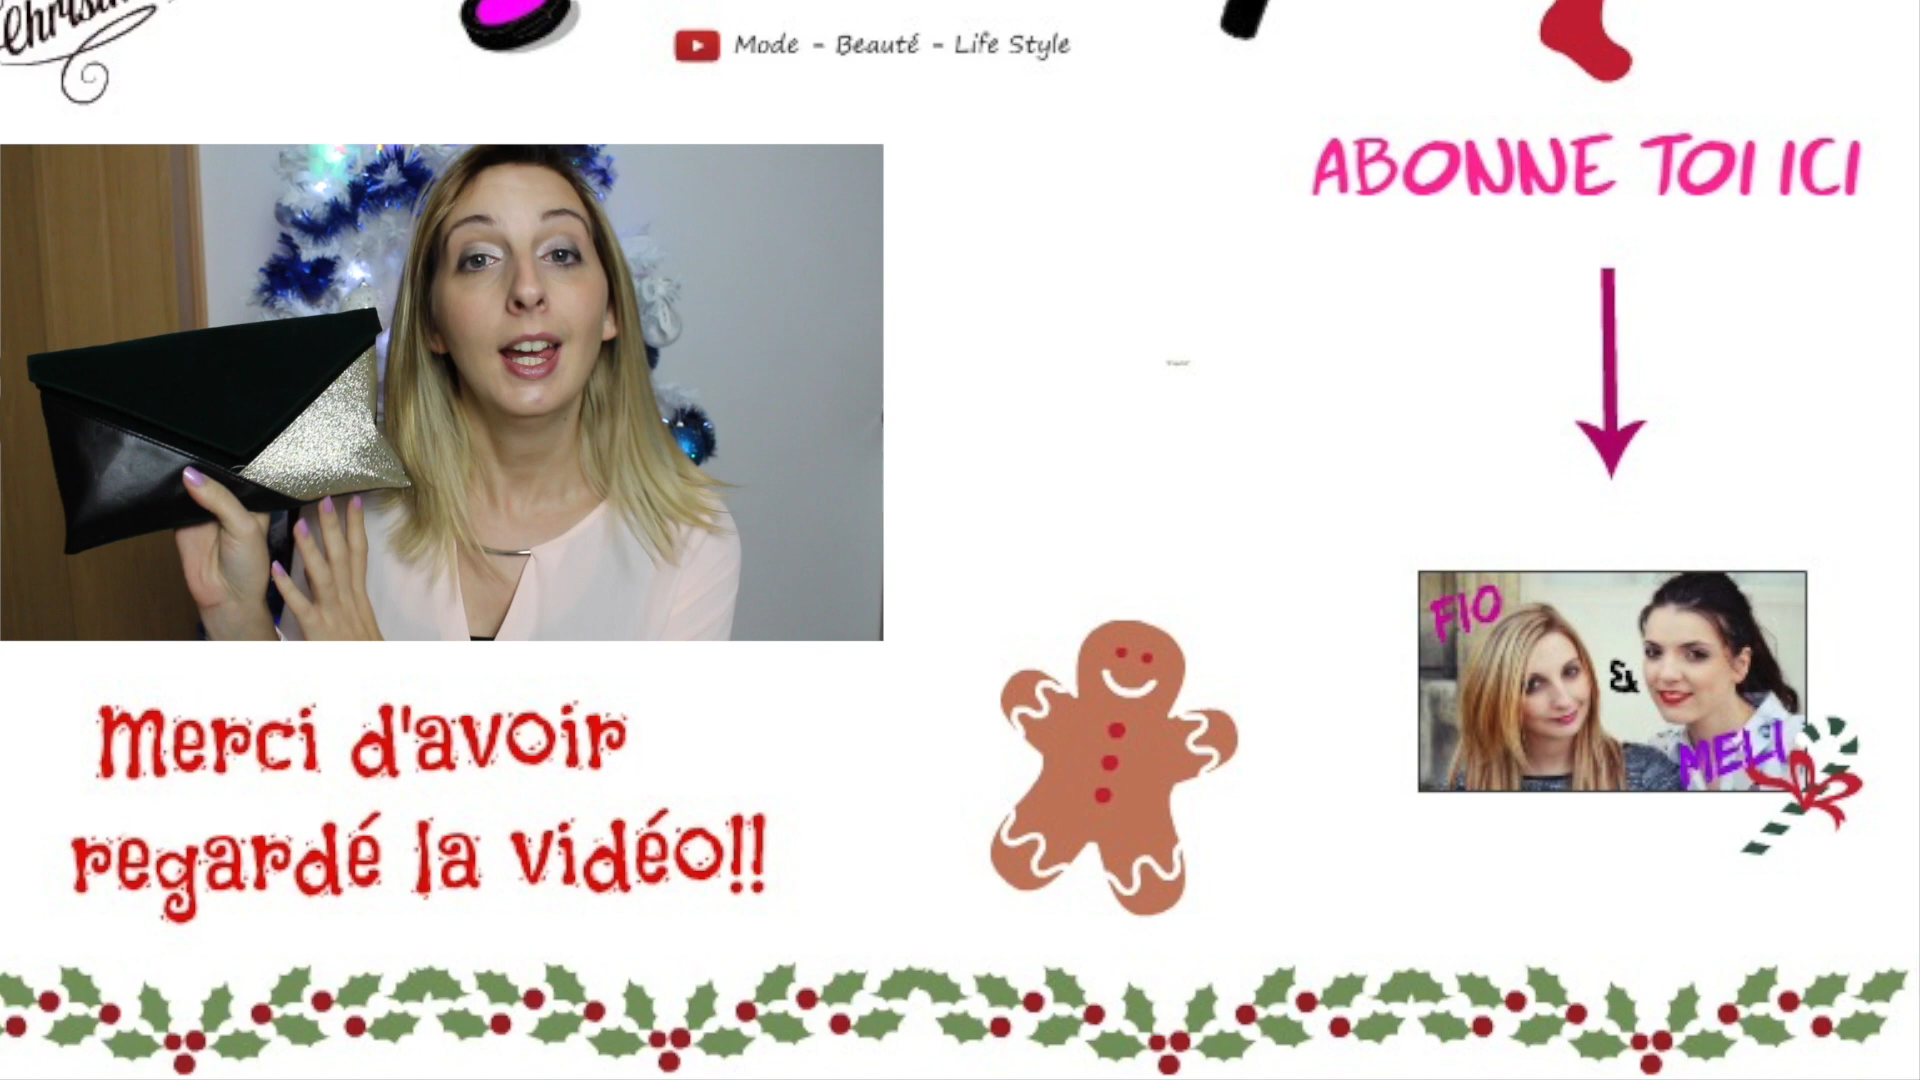 Mode - Beauté - Life Style
ABONNE TOI ICI
FIO
&
MELI
Merci d'avoir
regardé la vidéo!!